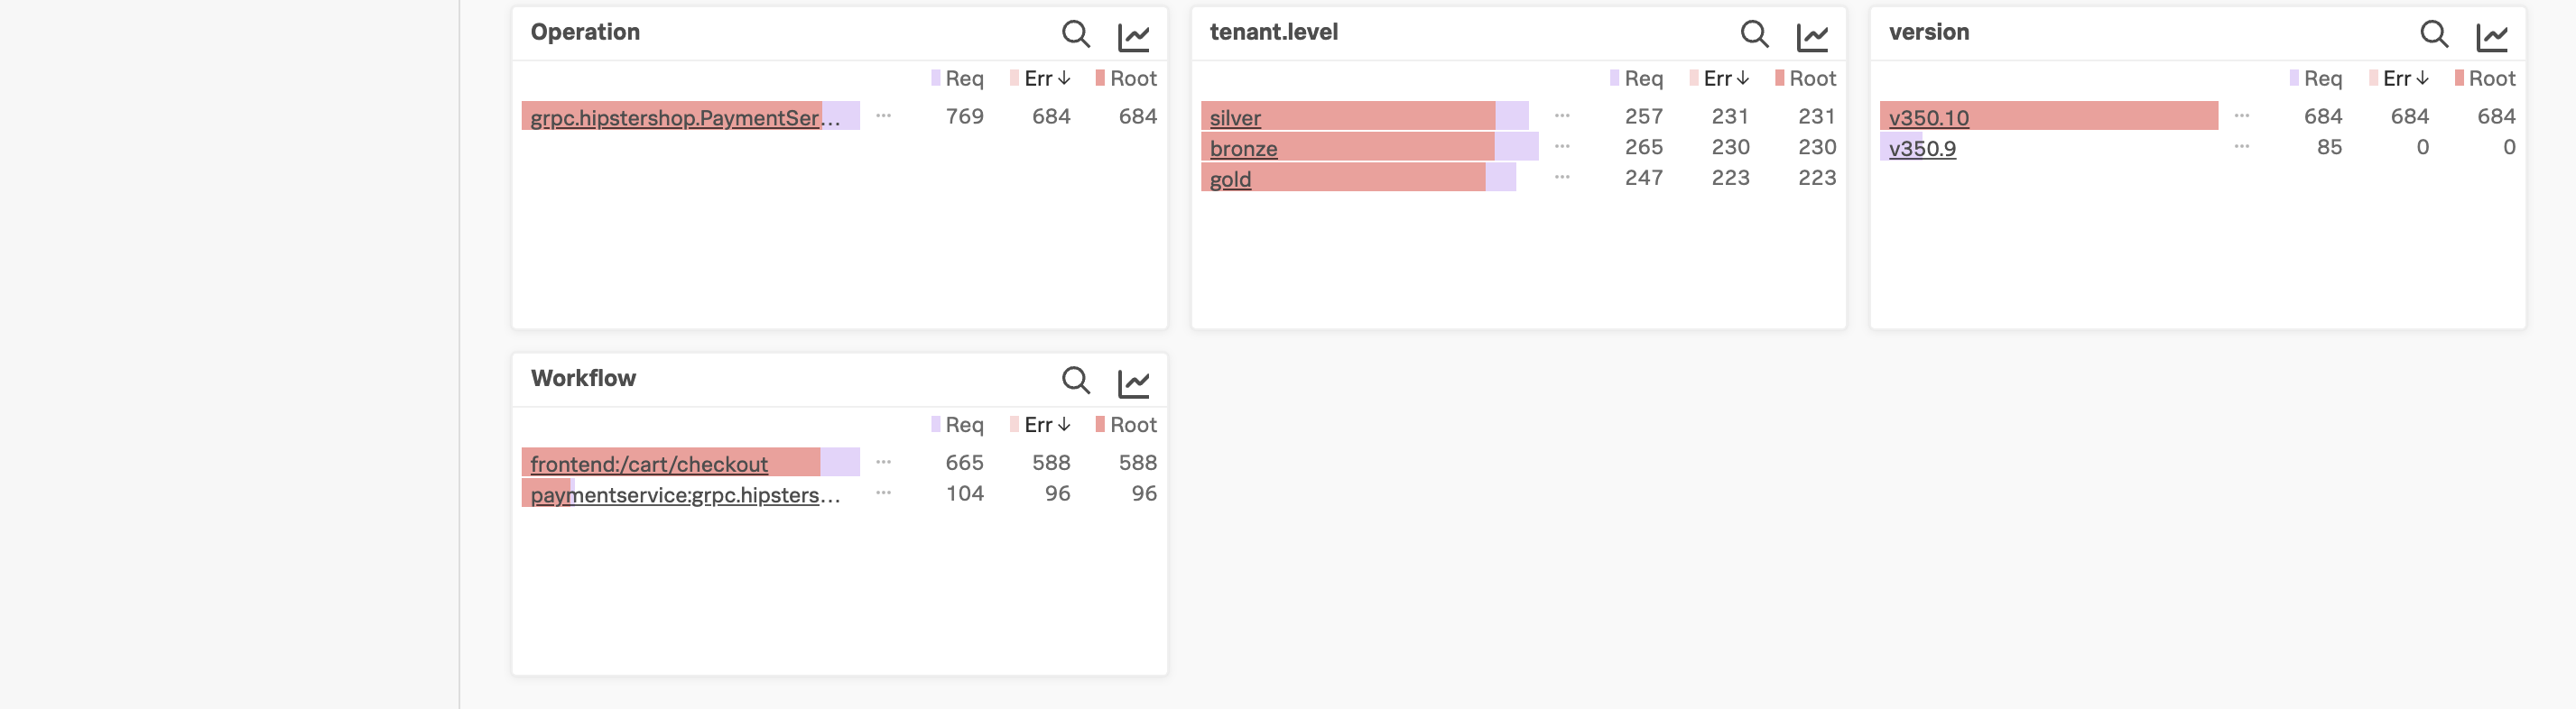 Operation
Req Err↓ Root
grpc.hipstershop.PaymentSer... ... 769 684 684
tenant.level
Req Err↓ Root
silver ... 257 231 231
bronze ... 265 230 230
gold ... 247 223 223
version
Req Err↓ Root
v350.10 ... 684 684 684
v350.9 ... 85 0 0
Workflow
Req Err↓ Root
frontend:/cart/checkout ... 665 588 588
paymentservice:grpc.hipsters... ... 104 96 96